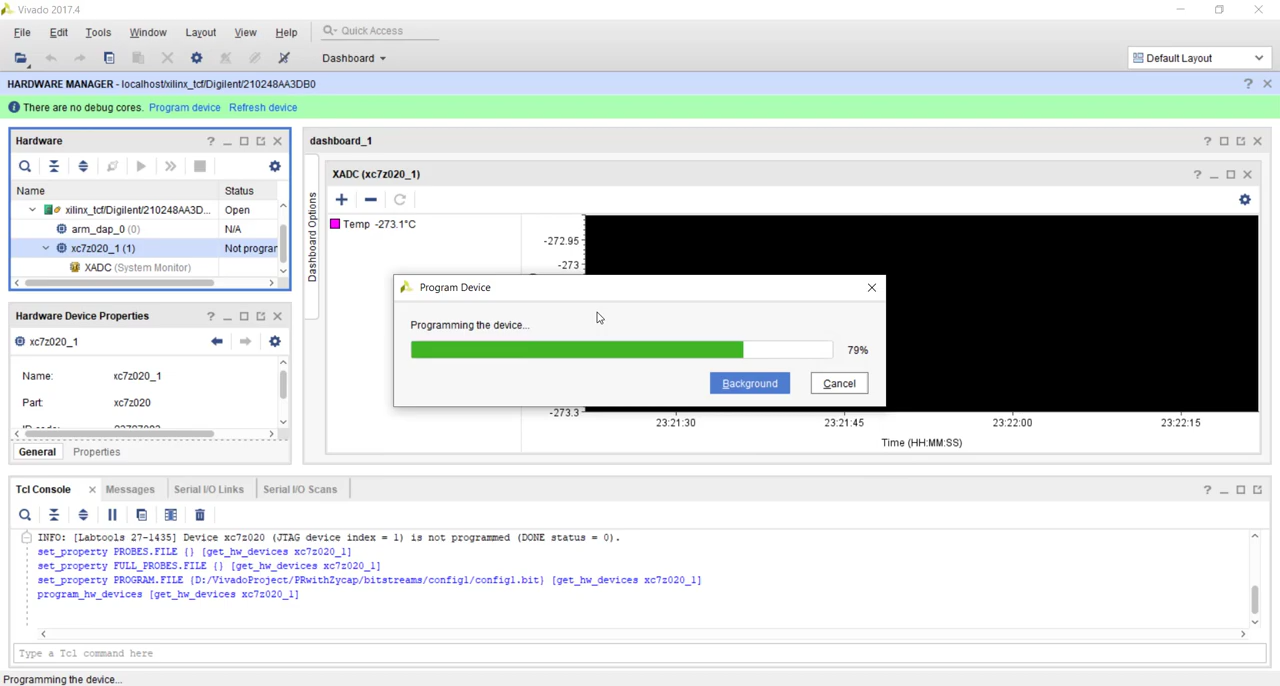 Vivado 2017.4
File Edit Tools Window Layout View Help Quick Access
Dashboard Default Layout
HARDWARE MANAGER - localhost/xilinx_tcf/Digilent/210248AA3DB0
There are no debug cores. Program device Refresh device
Hardware
Name Status
xilinx_tcf/Digilent/210248AA3D... Open
arm_dap_0 (0) N/A
xc7z020_1 (1) Not prograr
XADC (System Monitor)
Hardware Device Properties
xc7z020_1
Name: xc7z020_1
Part: xc7z020
General Properties
dashboard_1
Dashboard Options
XADC (xc7z020_1)
Temp -273.1°C
-272.95
-273
-273.3
23:21:30 23:21:45 23:22:00 23:22:15
Time (HH:MM:SS)
Program Device
Programming the device...
79%
Background Cancel
Tcl Console Messages Serial I/O Links Serial I/O Scans
INFO: [Labtools 27-1435] Device xc7z020 (JTAG device index = 1) is not programmed (DONE status = 0).
set_property PROBES.FILE {} [get_hw_devices xc7z020_1]
set_property FULL_PROBES.FILE {} [get_hw_devices xc7z020_1]
set_property PROGRAM.FILE {D:/VivadoProject/PRwithZycap/bitstreams/config1/config1.bit} [get_hw_devices xc7z020_1]
program_hw_devices [get_hw_devices xc7z020_1]
Type a Tcl command here
Programming the device...